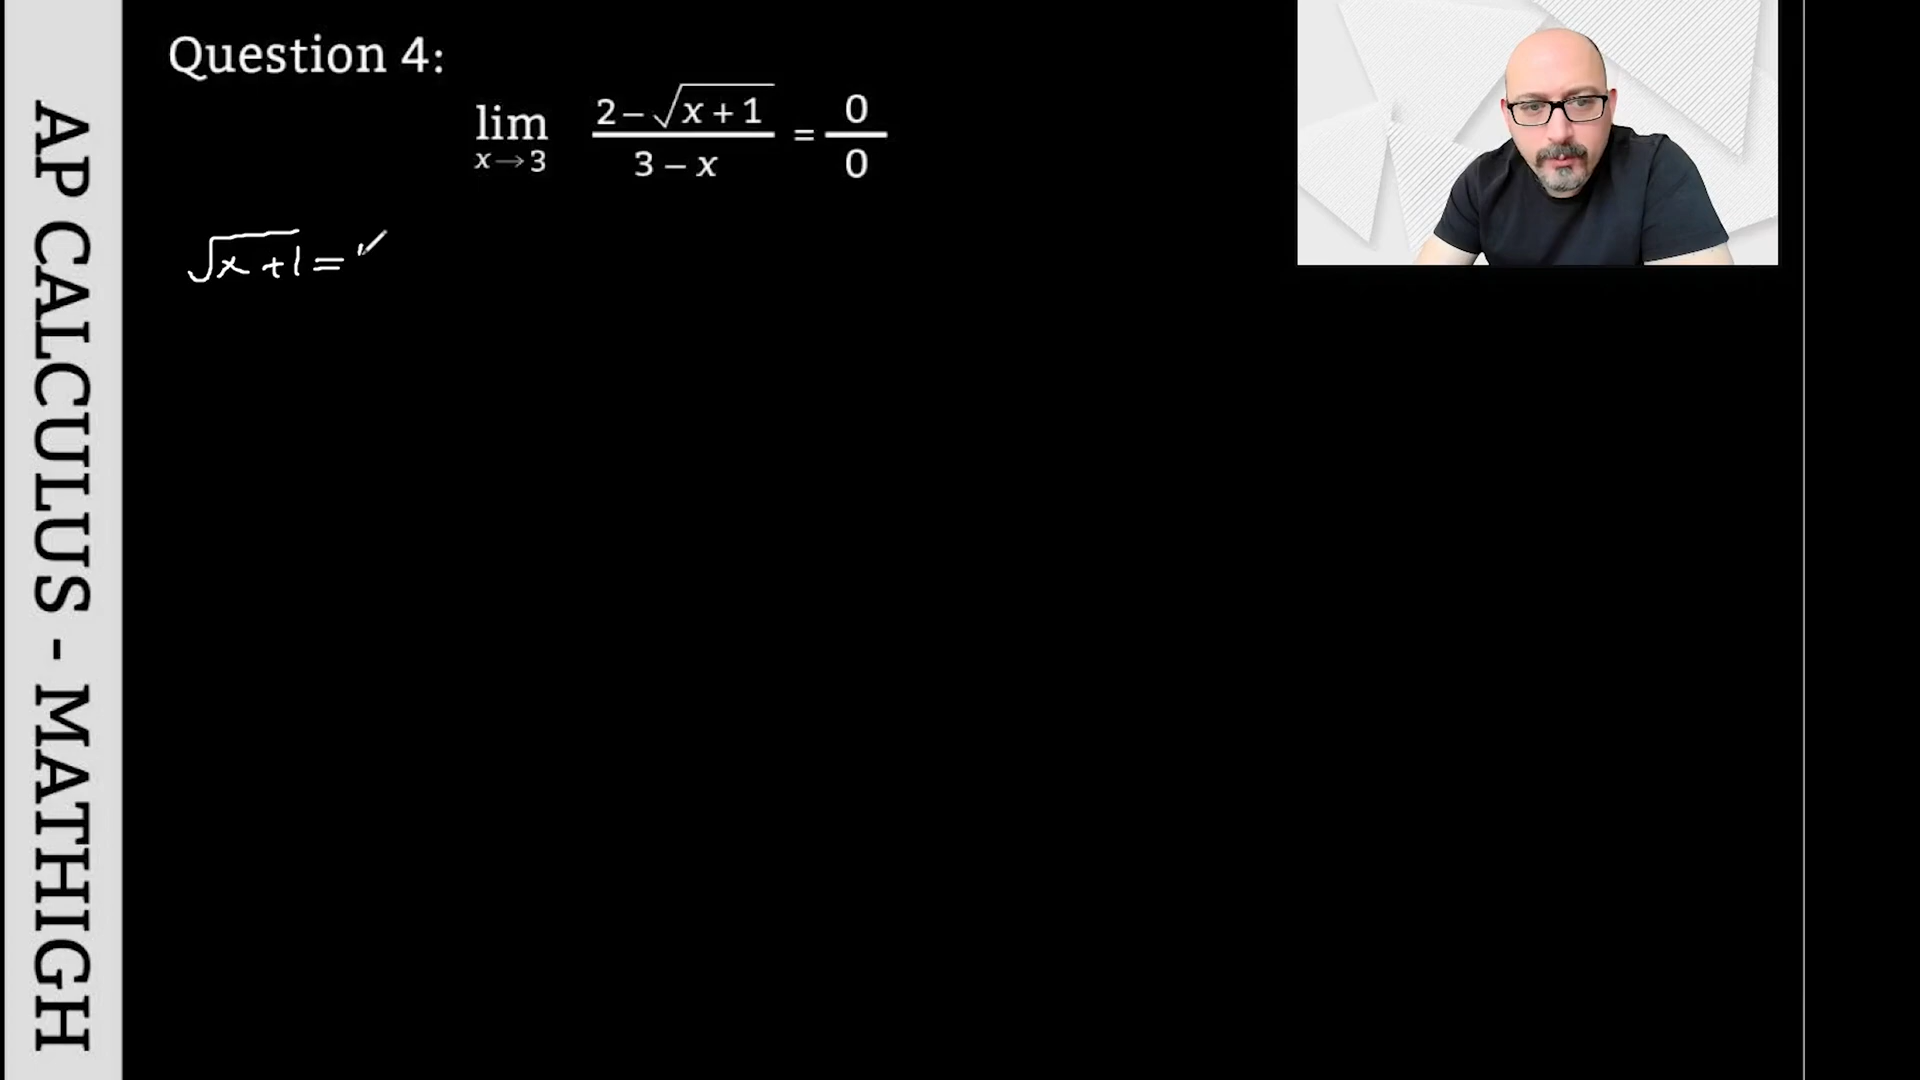 AP CALCULUS - MATHIGH
Question 4:
lim x→3 (2 − √(x + 1))/(3 − x) = 0/0
√(x+1) =